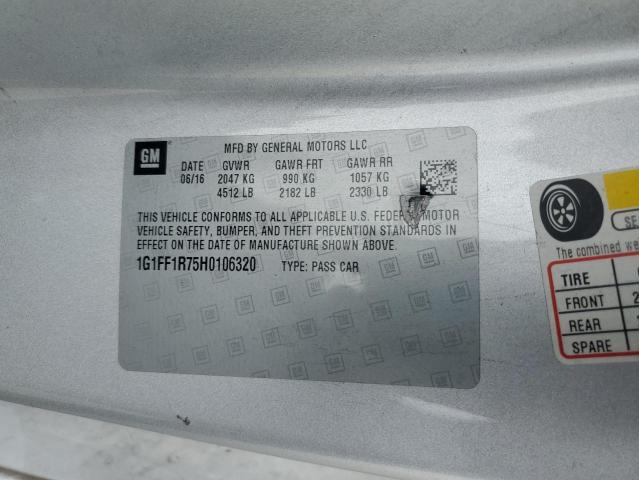 GM
MFD BY GENERAL MOTORS LLC
DATE GVWR GAWR FRT GAWR RR
06/16 2047 KG 990 KG 1057 KG
4512 LB 2182 LB 2330 LB
THIS VEHICLE CONFORMS TO ALL APPLICABLE U.S. FEDERAL MOTOR
VEHICLE SAFETY, BUMPER, AND THEFT PREVENTION STANDARDS IN
EFFECT ON THE DATE OF MANUFACTURE SHOWN ABOVE.
1G1FF1R75H0106320 TYPE: PASS CAR
SE
The combined we
TIRE
FRONT 2
REAR
SPARE